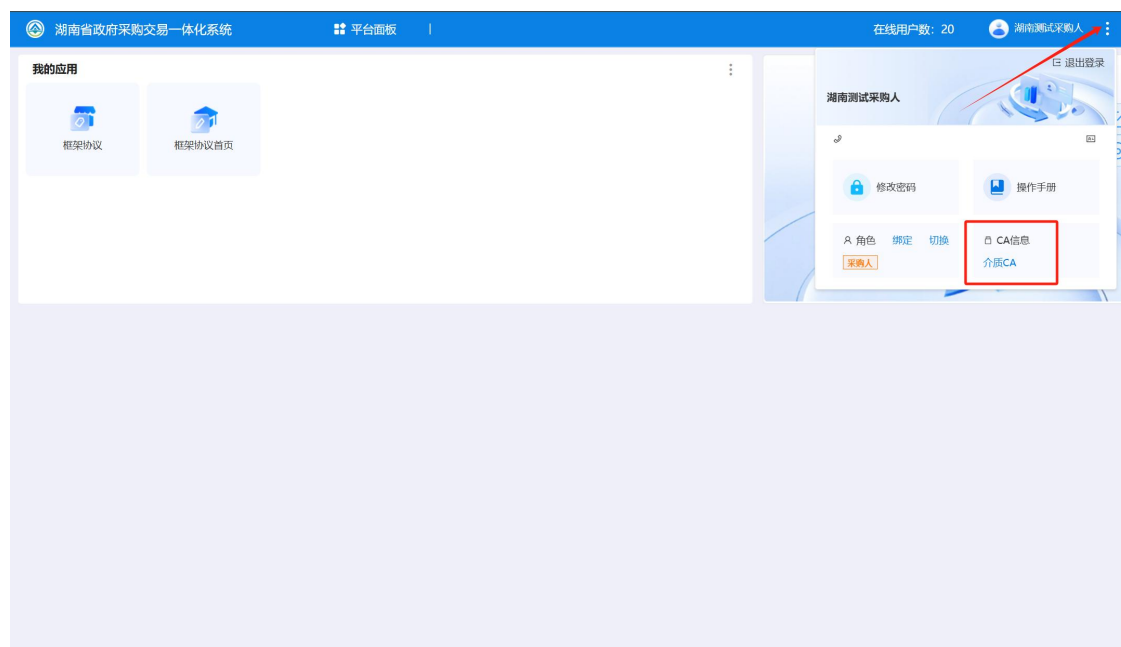 湖南省政府采购交易一体化系统 平台面板 在线用户数：20 湖南测试采购人
我的应用
框架协议 框架协议首页
退出登录
湖南测试采购人
修改密码 操作手册
角色 绑定 切换 CA信息
采购人 介质CA